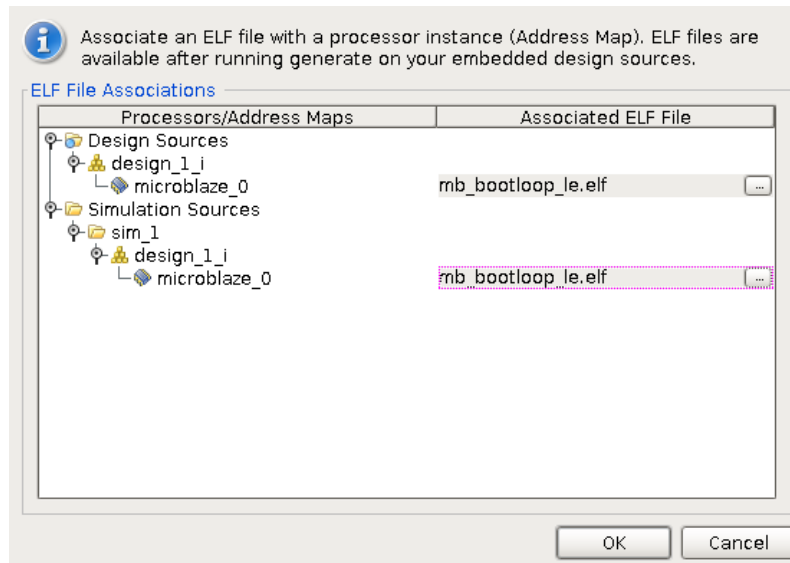 Associate an ELF file with a processor instance (Address Map). ELF files are
available after running generate on your embedded design sources.
ELF File Associations
Processors/Address Maps Associated ELF File
Design Sources
design_1_i
microblaze_0 mb_bootloop_le.elf ...
Simulation Sources
sim_1
design_1_i
microblaze_0 mb_bootloop_le.elf ...
OK Cancel